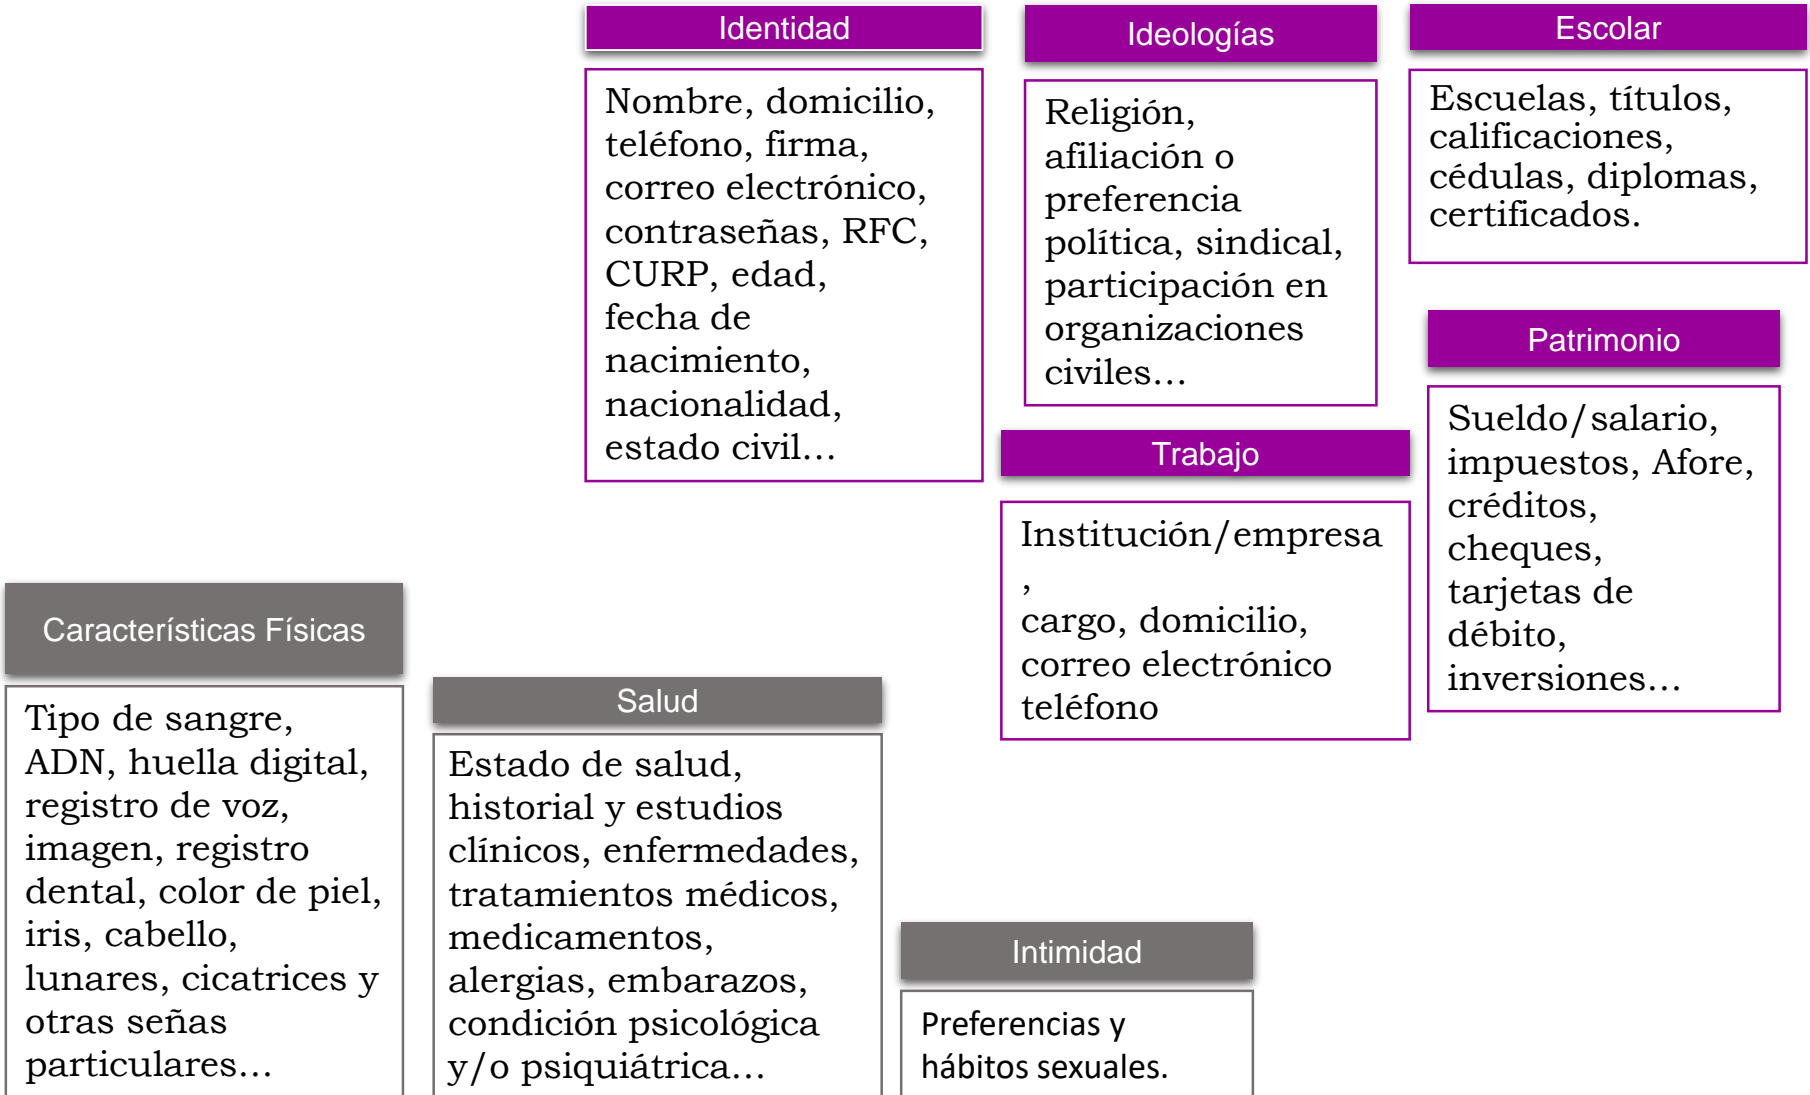 Identidad
Nombre, domicilio,
teléfono, firma,
correo electrónico,
contraseñas, RFC,
CURP, edad,
fecha de
nacimiento,
nacionalidad,
estado civil…
Ideologías
Religión,
afiliación o
preferencia
política, sindical,
participación en
organizaciones
civiles…
Escolar
Escuelas, títulos,
calificaciones,
cédulas, diplomas,
certificados.
Patrimonio
Sueldo/salario,
impuestos, Afore,
créditos,
cheques,
tarjetas de
débito,
inversiones…
Trabajo
Institución/empresa
,
cargo, domicilio,
correo electrónico
teléfono
Características Físicas
Tipo de sangre,
ADN, huella digital,
registro de voz,
imagen, registro
dental, color de piel,
iris, cabello,
lunares, cicatrices y
otras señas
particulares…
Salud
Estado de salud,
historial y estudios
clínicos, enfermedades,
tratamientos médicos,
medicamentos,
alergias, embarazos,
condición psicológica
y/o psiquiátrica…
Intimidad
Preferencias y
hábitos sexuales.